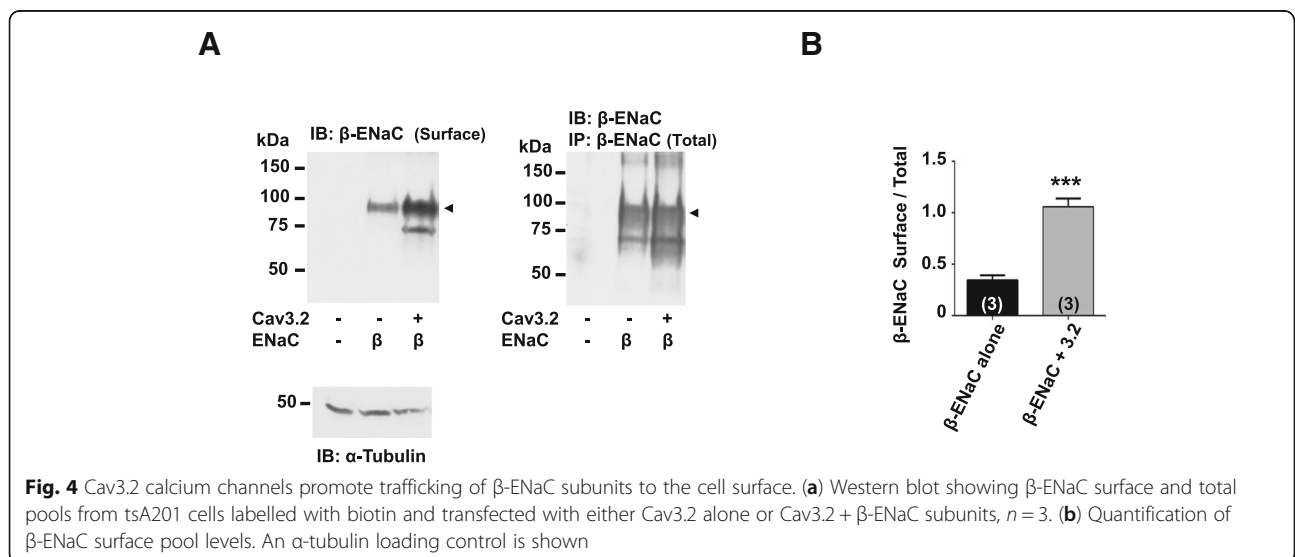 A
B
IB: β-ENaC (Surface)
kDa
150
100
75
50
Cav3.2 - - +
ENaC - β β
50
IB: α-Tubulin
IB: β-ENaC
IP: β-ENaC (Total)
kDa
150
100
75
50
Cav3.2 - - +
ENaC - β β
β-ENaC Surface / Total
1.5
1.0
0.5
0
***
(3)
(3)
β-ENaC alone
β-ENaC + 3.2
Fig. 4 Cav3.2 calcium channels promote trafficking of β-ENaC subunits to the cell surface. (a) Western blot showing β-ENaC surface and total
pools from tsA201 cells labelled with biotin and transfected with either Cav3.2 alone or Cav3.2 + β-ENaC subunits, n = 3. (b) Quantification of
β-ENaC surface pool levels. An α-tubulin loading control is shown